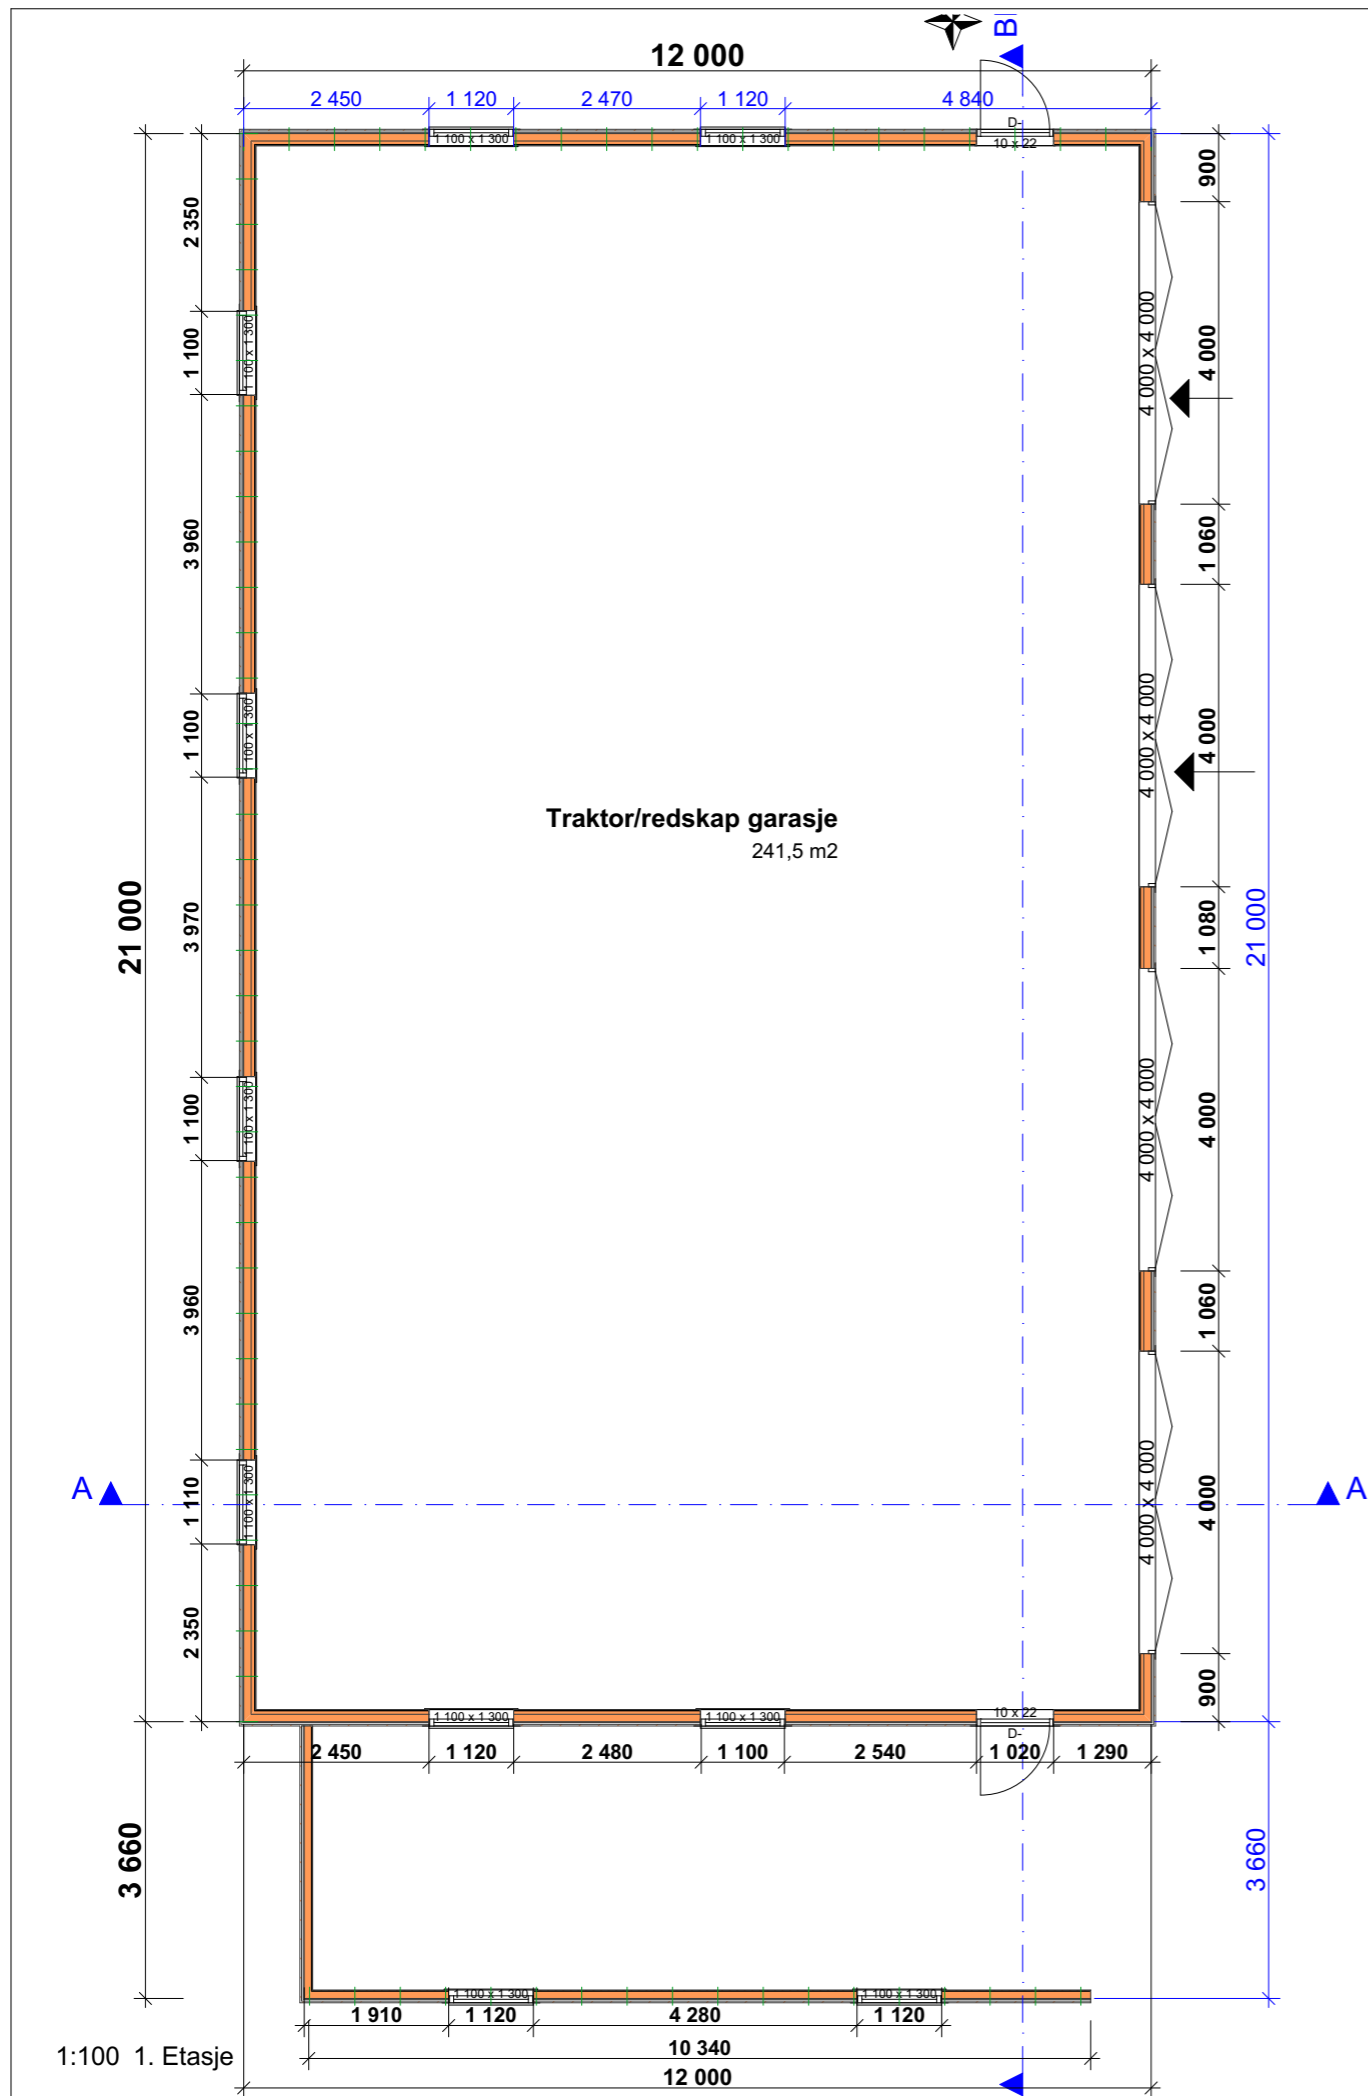 B
12 000
2 450 1 120 2 470 1 120 4 840
D-
1 100 x 1 300 1 100 x 1 300 10 x 22
900
2 350
4 000 x 4 000
1 100
1 100 x 1 300
4 000
3 960
1 060
1 100
1 100 x 1 300
4 000 x 4 000
4 000
Traktor/redskap garasje
241,5 m2
21 000
3 970
1 080
21 000
1 100
1 100 x 1 300
4 000 x 4 000
4 000
3 960
1 060
A
1 110
1 100 x 1 300
4 000 x 4 000
4 000
A
2 350
900
1 100 x 1 300 1 100 x 1 300 10 x 22
D-
2 450 1 120 2 480 1 100 2 540 1 020 1 290
3 660
3 660
1 100 x 1 300 1 100 x 1 300
1 910 1 120 4 280 1 120
10 340
1:100 1. Etasje
12 000